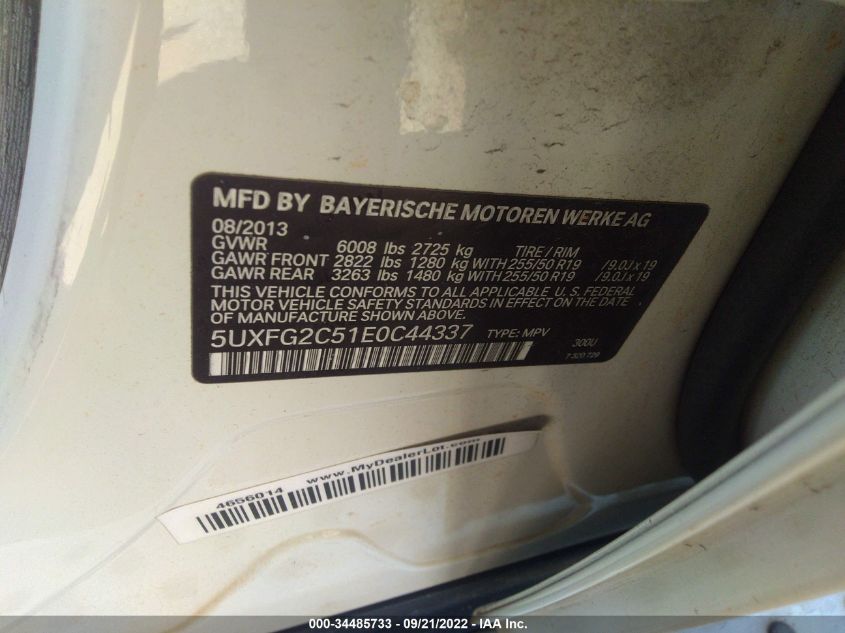 MFD BY BAYERISCHE MOTOREN WERKE AG
08/2013
GVWR 6008 lbs 2725 kg TIRE / RIM
GAWR FRONT 2822 lbs 1280 kg WITH 255/50 R19 /9.0J x 19
GAWR REAR 3263 lbs 1480 kg WITH 255/50 R19 /9.0J x 19
THIS VEHICLE CONFORMS TO ALL APPLICABLE U.S. FEDERAL
MOTOR VEHICLE SAFETY STANDARDS IN EFFECT ON DATE OF
MANUFACTURE SHOWN ABOVE.
5UXFG2C51E0C44337 TYPE: MPV 300U
7 320 729
4656014 www.MyDealerLot.com
000-34485733 - 09/21/2022 - IAA Inc.